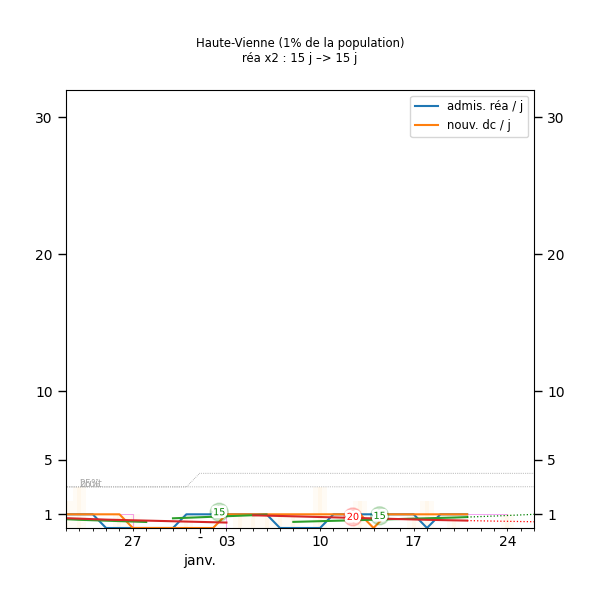 Haute-Vienne (1% de la population)
réa x2 : 15 j –> 15 j
admis. réa / j
nouv. dc / j
30 30
20 20
10 10
5 5
1 1
15 20 15
27 - 03 10 17 24
janv.